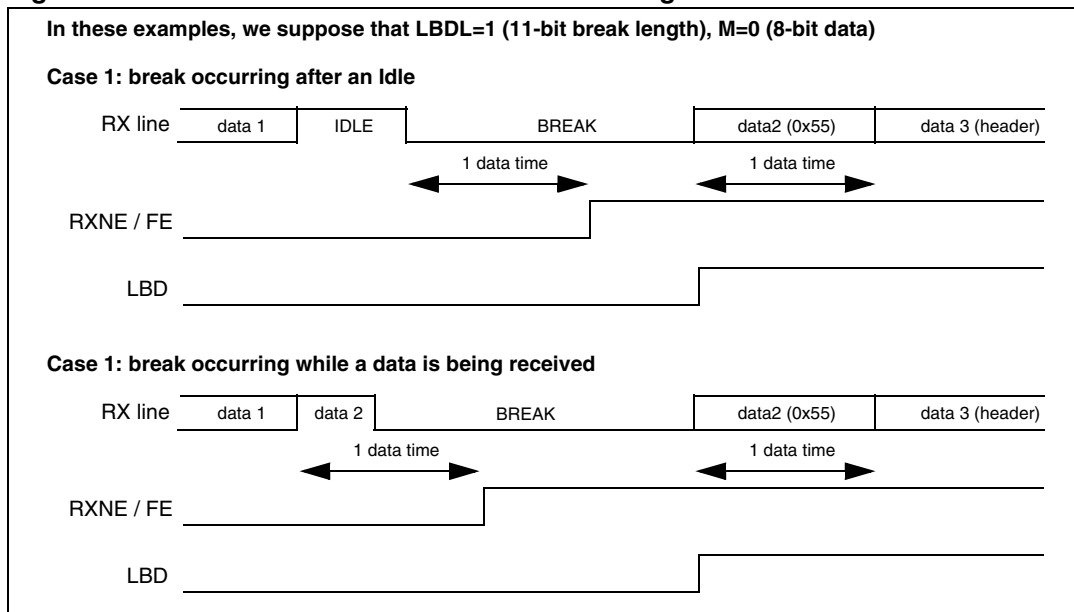 In these examples, we suppose that LBDL=1 (11-bit break length), M=0 (8-bit data)
Case 1: break occurring after an Idle
RX line data 1 IDLE BREAK data2 (0x55) data 3 (header)
1 data time 1 data time
RXNE / FE
LBD
Case 1: break occurring while a data is being received
RX line data 1 data 2 BREAK data2 (0x55) data 3 (header)
1 data time 1 data time
RXNE / FE
LBD